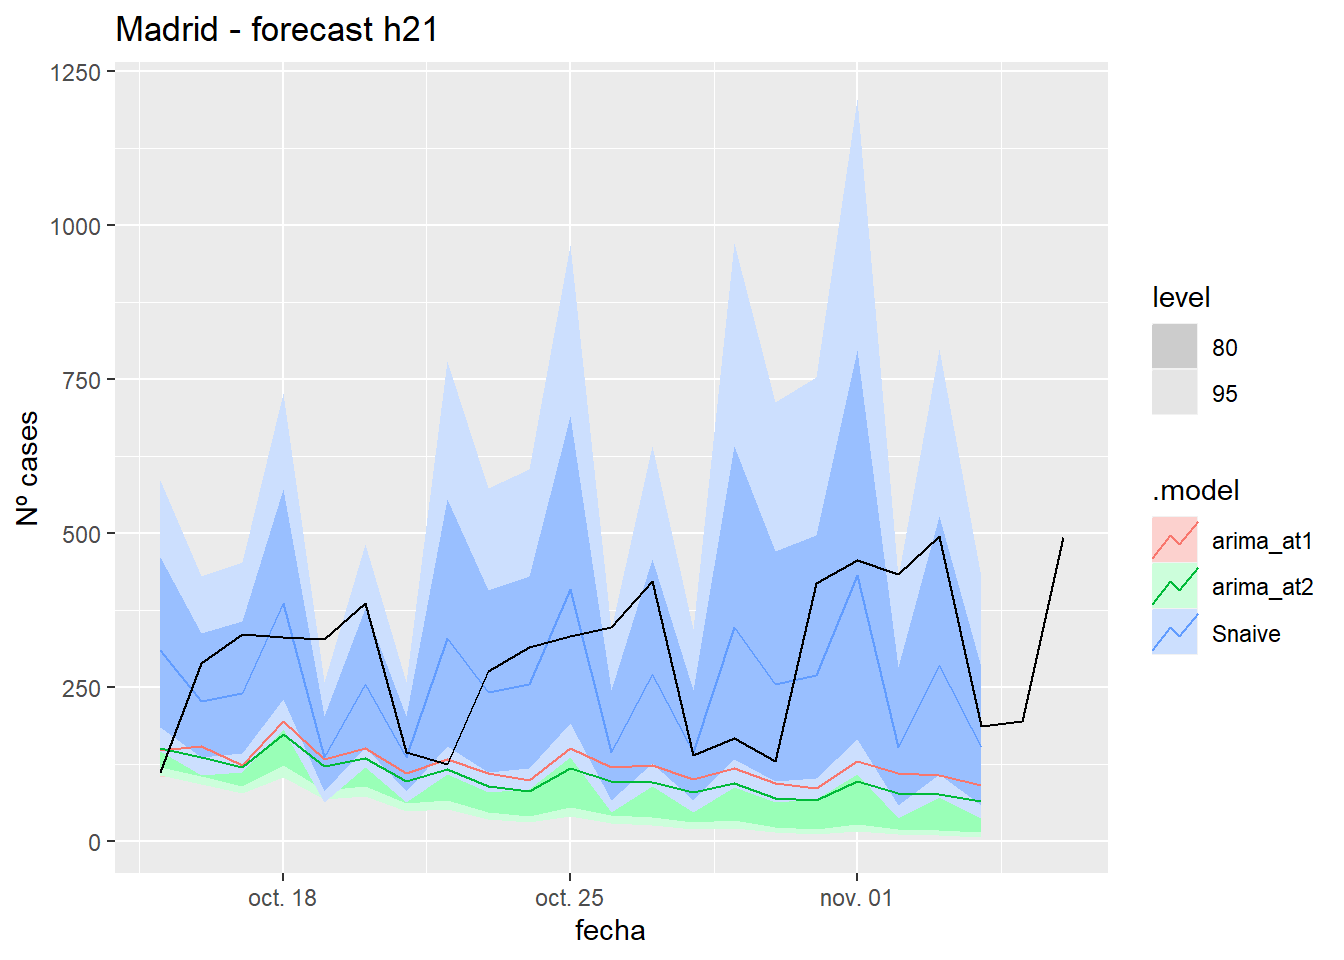 Madrid - forecast h21
1250
1000
750
500
250
0
Nº cases
oct. 18
oct. 25
nov. 01
fecha
level
80
95
.model
arima_at1
arima_at2
Snaive